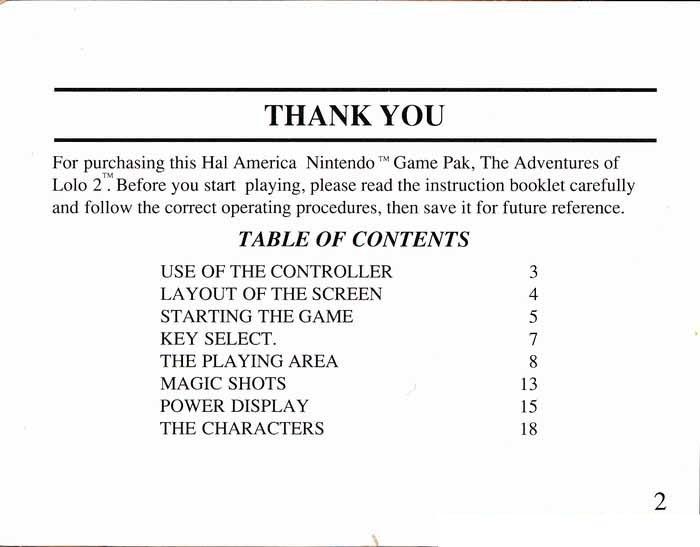 THANK YOU
For purchasing this Hal America Nintendo™ Game Pak, The Adventures of
Lolo 2™. Before you start playing, please read the instruction booklet carefully
and follow the correct operating procedures, then save it for future reference.
TABLE OF CONTENTS
USE OF THE CONTROLLER 3
LAYOUT OF THE SCREEN 4
STARTING THE GAME 5
KEY SELECT. 7
THE PLAYING AREA 8
MAGIC SHOTS 13
POWER DISPLAY 15
THE CHARACTERS 18
2